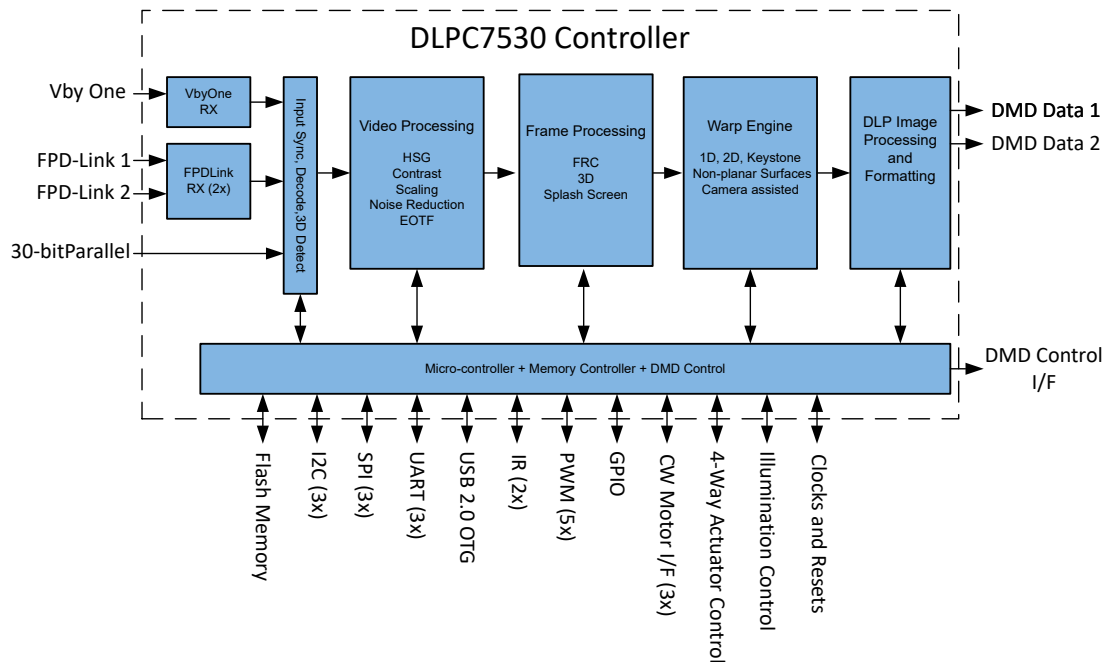 DLPC7530 Controller
Vby One
FPD-Link 1
FPD-Link 2
30-bitParallel
VbyOne
RX
FPDLink
RX (2x)
Input Sync, Decode,3D Detect
Video Processing
HSG
Contrast
Scaling
Noise Reduction
EOTF
Frame Processing
FRC
3D
Splash Screen
Warp Engine
1D, 2D, Keystone
Non-planar Surfaces
Camera assisted
DLP Image
Processing
and
Formatting
DMD Data 1
DMD Data 2
Micro-controller + Memory Controller + DMD Control
DMD Control
I/F
Flash Memory
I2C (3x)
SPI (3x)
UART (3x)
USB 2.0 OTG
IR (2x)
PWM (5x)
GPIO
CW Motor I/F (3x)
4-Way Actuator Control
Illumination Control
Clocks and Resets